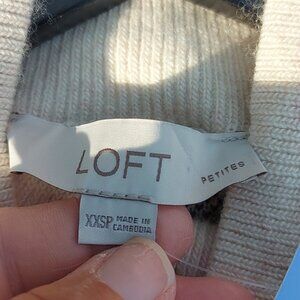 LOFT
PETITES
XXSP MADE IN
CAMBODIA